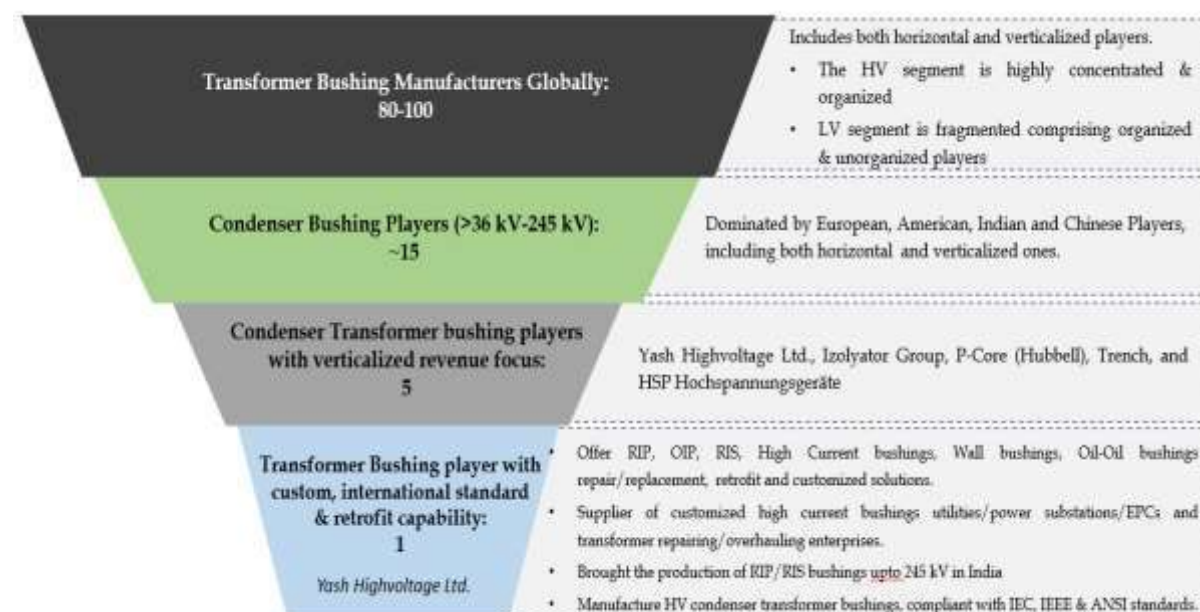 Transformer Bushing Manufacturers Globally:
80-100
Includes both horizontal and verticalized players.
• The HV segment is highly concentrated &
organized
• LV segment is fragmented comprising organized
& unorganized players
Condenser Bushing Players (>36 kV-245 kV):
~15
Dominated by European, American, Indian and Chinese Players,
including both horizontal and verticalized ones.
Condenser Transformer bushing players
with verticalized revenue focus:
5
Yash Highvoltage Ltd., Izolyator Group, P-Core (Hubbell), Trench, and
HSP Hochspannungsgeräte
Transformer Bushing player with
custom, international standard
& retrofit capability:
1
Yash Highvoltage Ltd.
• Offer RIP, OIP, RIS, High Current bushings, Wall bushings, Oil-Oil bushings
repair/replacement, retrofit and customized solutions.
• Supplier of customized high current bushings utilities/power substations/EPCs and
transformer repairing/overhauling enterprises.
• Brought the production of RIP/RIS bushings upto 245 kV in India
• Manufacture HV condenser transformer bushings, compliant with IEC, IEEE & ANSI standards.